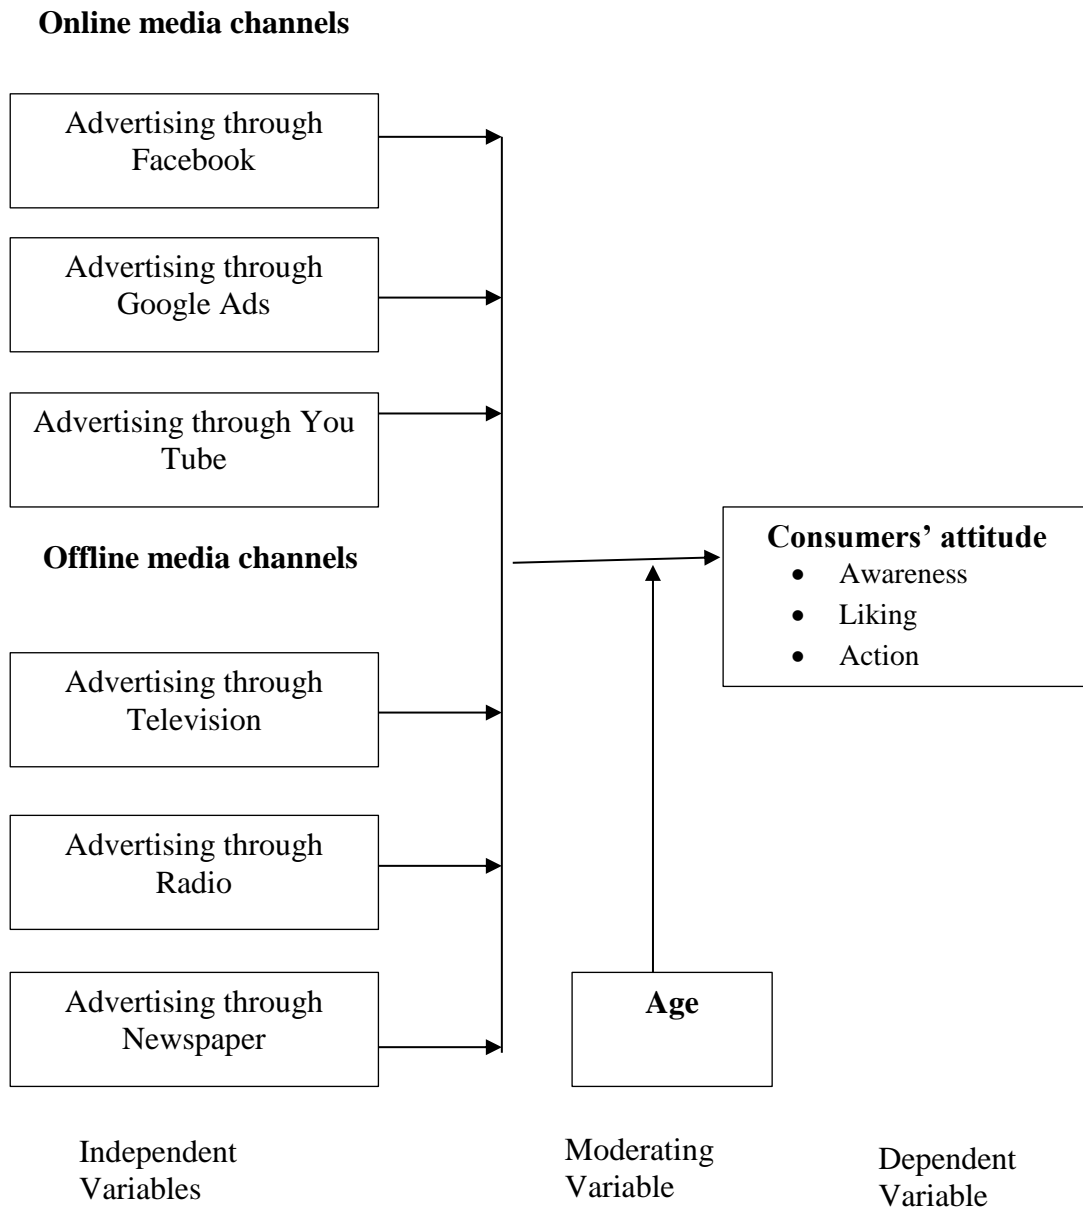 Online media channels
Advertising through
Facebook
Advertising through
Google Ads
Advertising through You
Tube
Offline media channels
Consumers’ attitude
• Awareness
• Liking
• Action
Advertising through
Television
Advertising through
Radio
Advertising through
Newspaper
Age
Independent
Variables
Moderating
Variable
Dependent
Variable